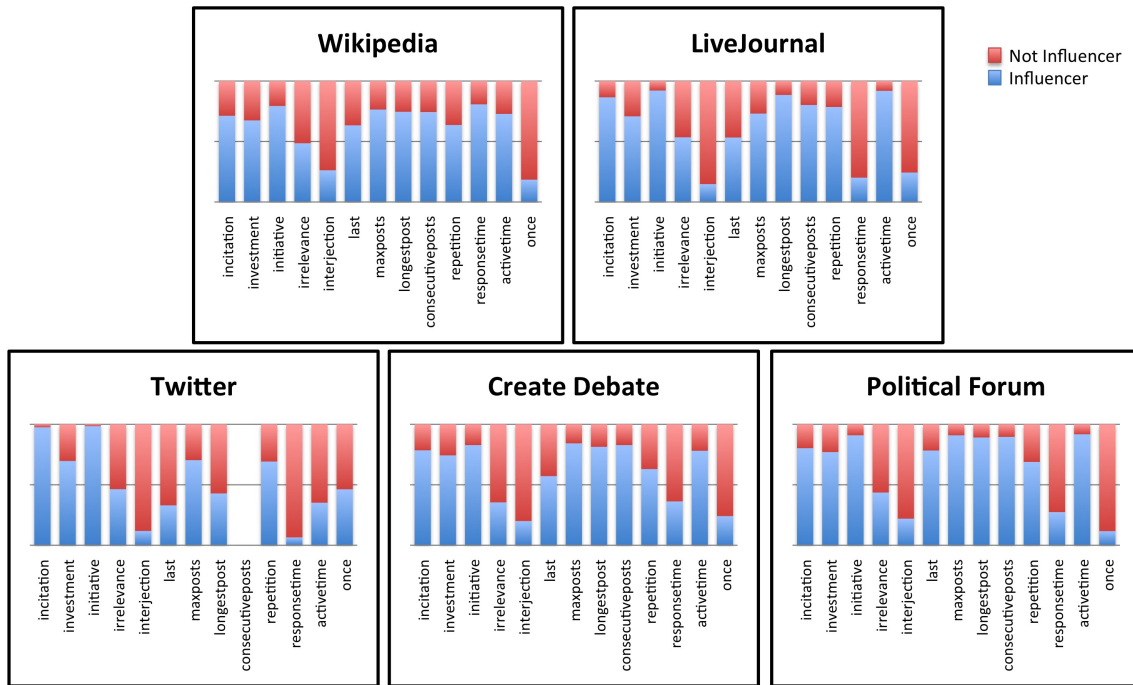 Wikipedia
incitation
investment
initiative
irrelevance
interjection
last
maxposts
longestpost
consecutiveposts
repetition
responsetime
activetime
once
LiveJournal
incitation
investment
initiative
irrelevance
interjection
last
maxposts
longestpost
consecutiveposts
repetition
responsetime
activetime
once
Not Influencer
Influencer
Twitter
incitation
investment
initiative
irrelevance
interjection
last
maxposts
longestpost
consecutiveposts
repetition
responsetime
activetime
once
Create Debate
incitation
investment
initiative
irrelevance
interjection
last
maxposts
longestpost
consecutiveposts
repetition
responsetime
activetime
once
Political Forum
incitation
investment
initiative
irrelevance
interjection
last
maxposts
longestpost
consecutiveposts
repetition
responsetime
activetime
once